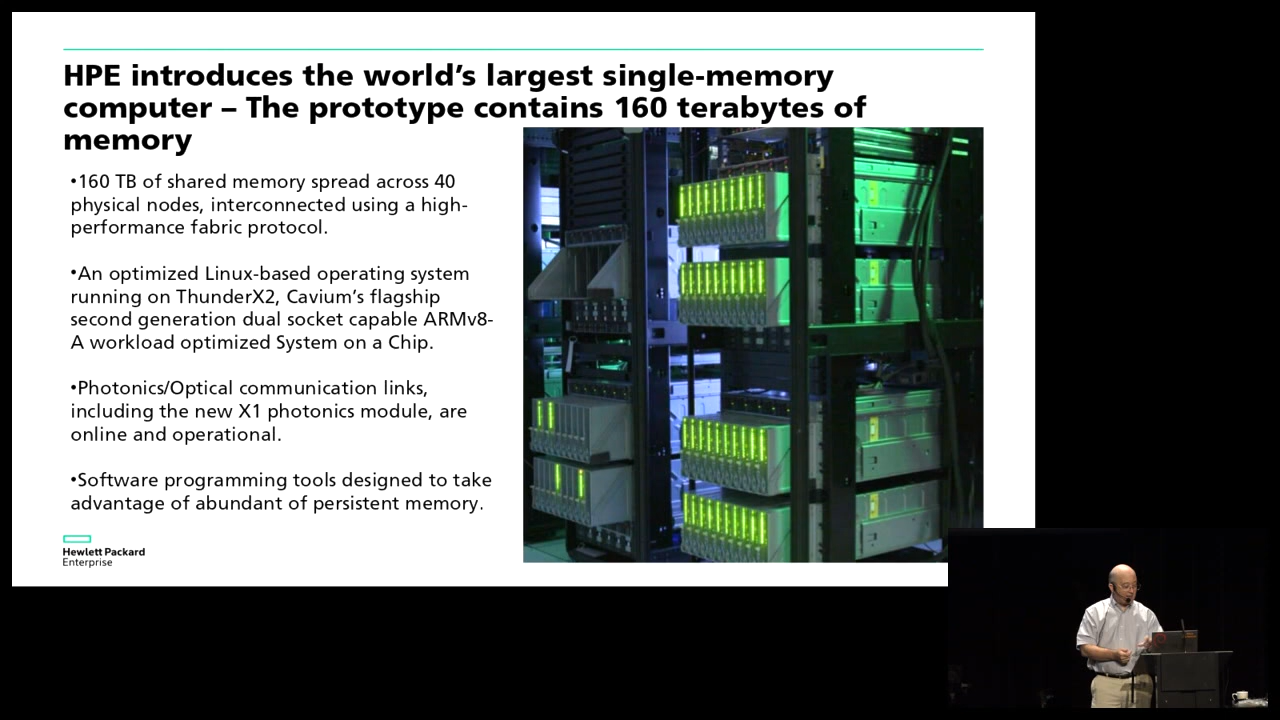 HPE introduces the world's largest single-memory
computer – The prototype contains 160 terabytes of
memory
•160 TB of shared memory spread across 40
physical nodes, interconnected using a high-
performance fabric protocol.
•An optimized Linux-based operating system
running on ThunderX2, Cavium's flagship
second generation dual socket capable ARMv8-
A workload optimized System on a Chip.
•Photonics/Optical communication links,
including the new X1 photonics module, are
online and operational.
•Software programming tools designed to take
advantage of abundant of persistent memory.
Hewlett Packard
Enterprise